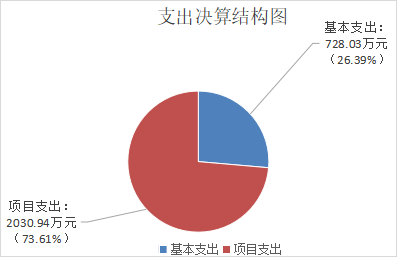 支出决算结构图
基本支出：
728.03万元
（26.39%）
项目支出：
2030.94万元
（73.61%）
基本支出 项目支出